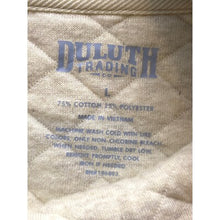 DULUTH
TRADING
CO
L
75% COTTON 25% POLYESTER
MADE IN VIETNAM
MACHINE WASH COLD WITH LIKE
COLORS. ONLY NON-CHLORINE BLEACH
WHEN NEEDED. TUMBLE DRY LOW.
REMOVE PROMPTLY. COOL
IRON IF NEEDED